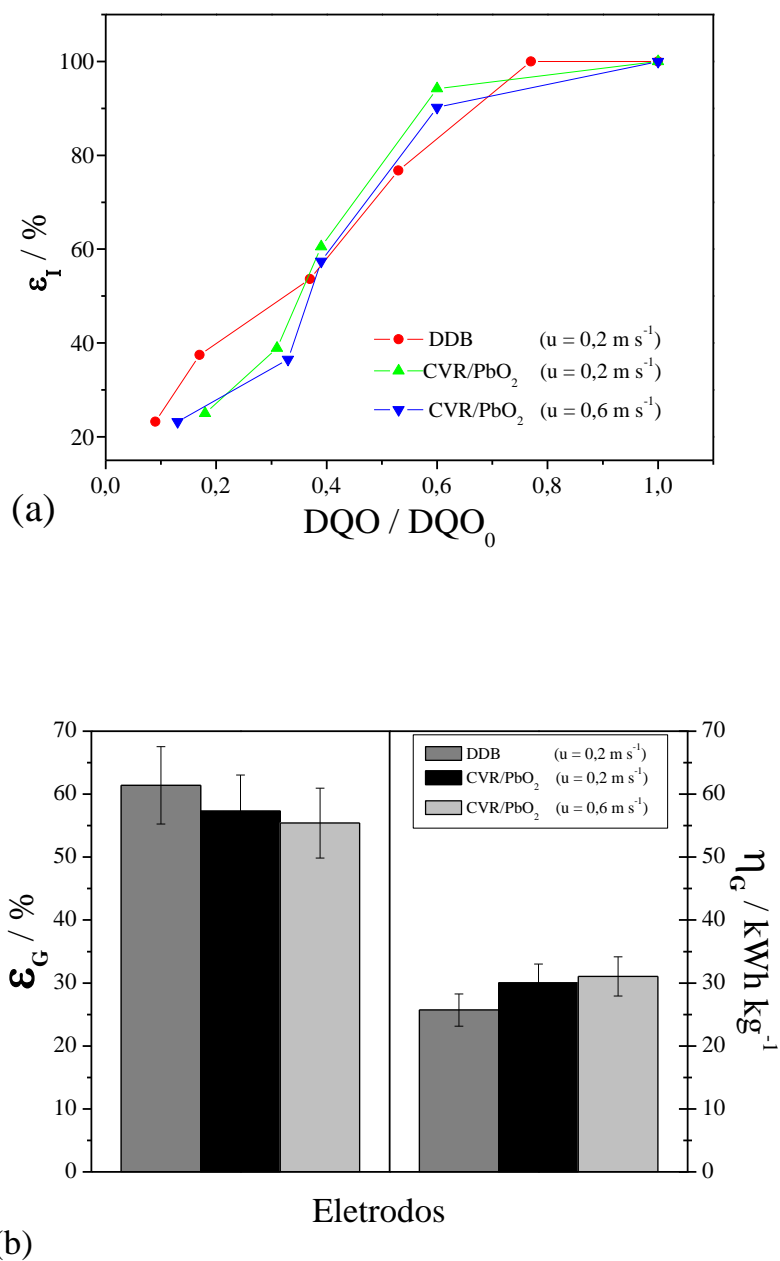 100
80
60
40
20
ε_I / %
DDB (u = 0,2 m s⁻¹)
CVR/PbO₂ (u = 0,2 m s⁻¹)
CVR/PbO₂ (u = 0,6 m s⁻¹)
0,0 0,2 0,4 0,6 0,8 1,0
(a)
DQO / DQO₀
70 70
60 60
50 50
40 40
30 30
20 20
10 10
0 0
ε_G / %
DDB (u = 0,2 m s⁻¹)
CVR/PbO₂ (u = 0,2 m s⁻¹)
CVR/PbO₂ (u = 0,6 m s⁻¹)
η_G / kWh kg⁻¹
Eletrodos
(b)